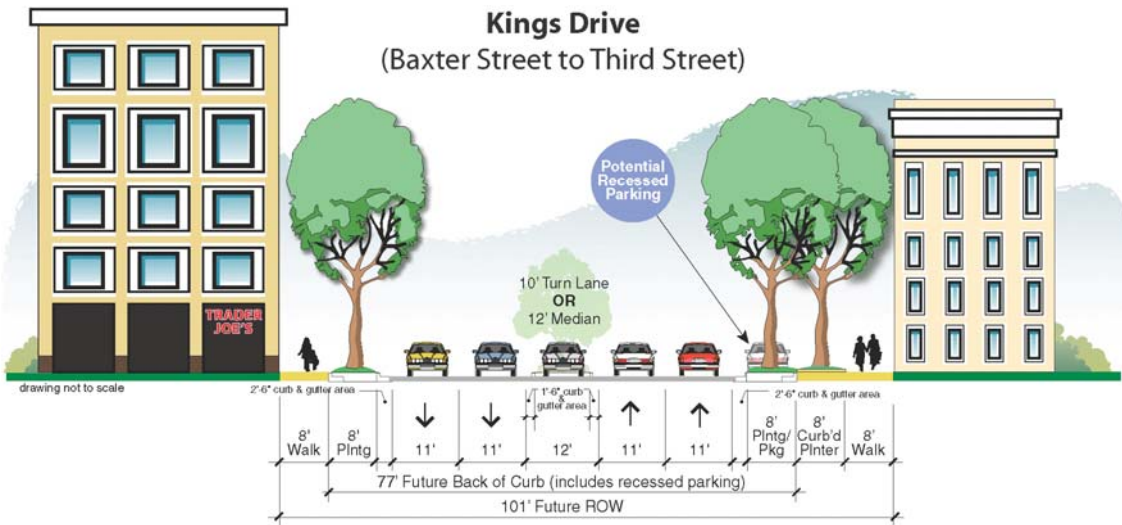 Kings Drive
(Baxter Street to Third Street)
Potential
Recessed
Parking
10' Turn Lane
OR
12' Median
TRADER
JOE'S
drawing not to scale
2'-6" curb & gutter area
1'-6" curb
&
gutter area
2'-6" curb & gutter area
8'
Walk
8'
Plntg
11'
11'
12'
11'
11'
8'
Plntg/
Pkg
8'
Curb'd
Plnter
8'
Walk
77' Future Back of Curb (includes recessed parking)
101' Future ROW